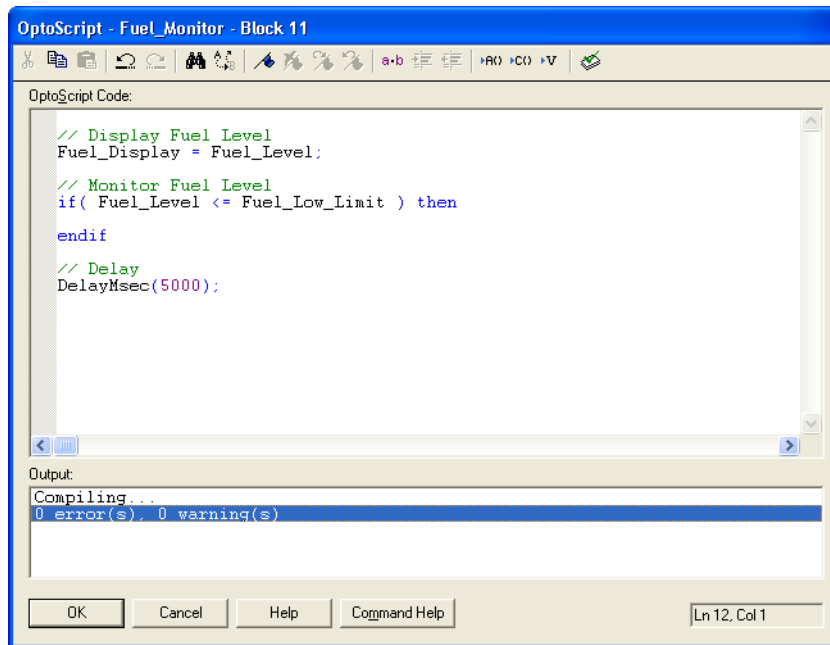 OptoScript - Fuel_Monitor - Block 11
a•b A() C() V
OptoScript Code:
// Display Fuel Level
Fuel_Display = Fuel_Level;
// Monitor Fuel Level
if( Fuel_Level <= Fuel_Low_Limit ) then
endif
// Delay
DelayMsec(5000);
Output:
Compiling...
0 error(s), 0 warning(s)
OK Cancel Help Command Help Ln 12, Col 1